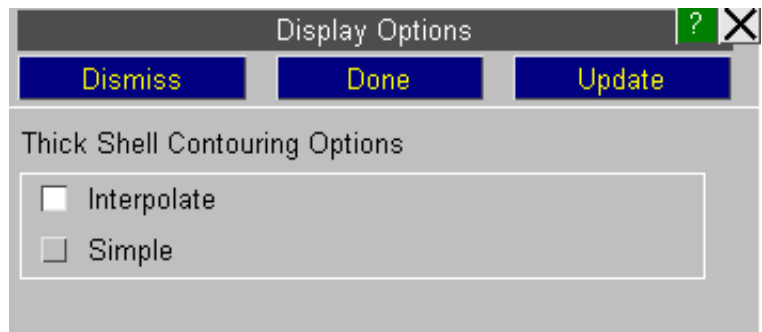 Display Options ?
Dismiss Done Update
Thick Shell Contouring Options
Interpolate
Simple